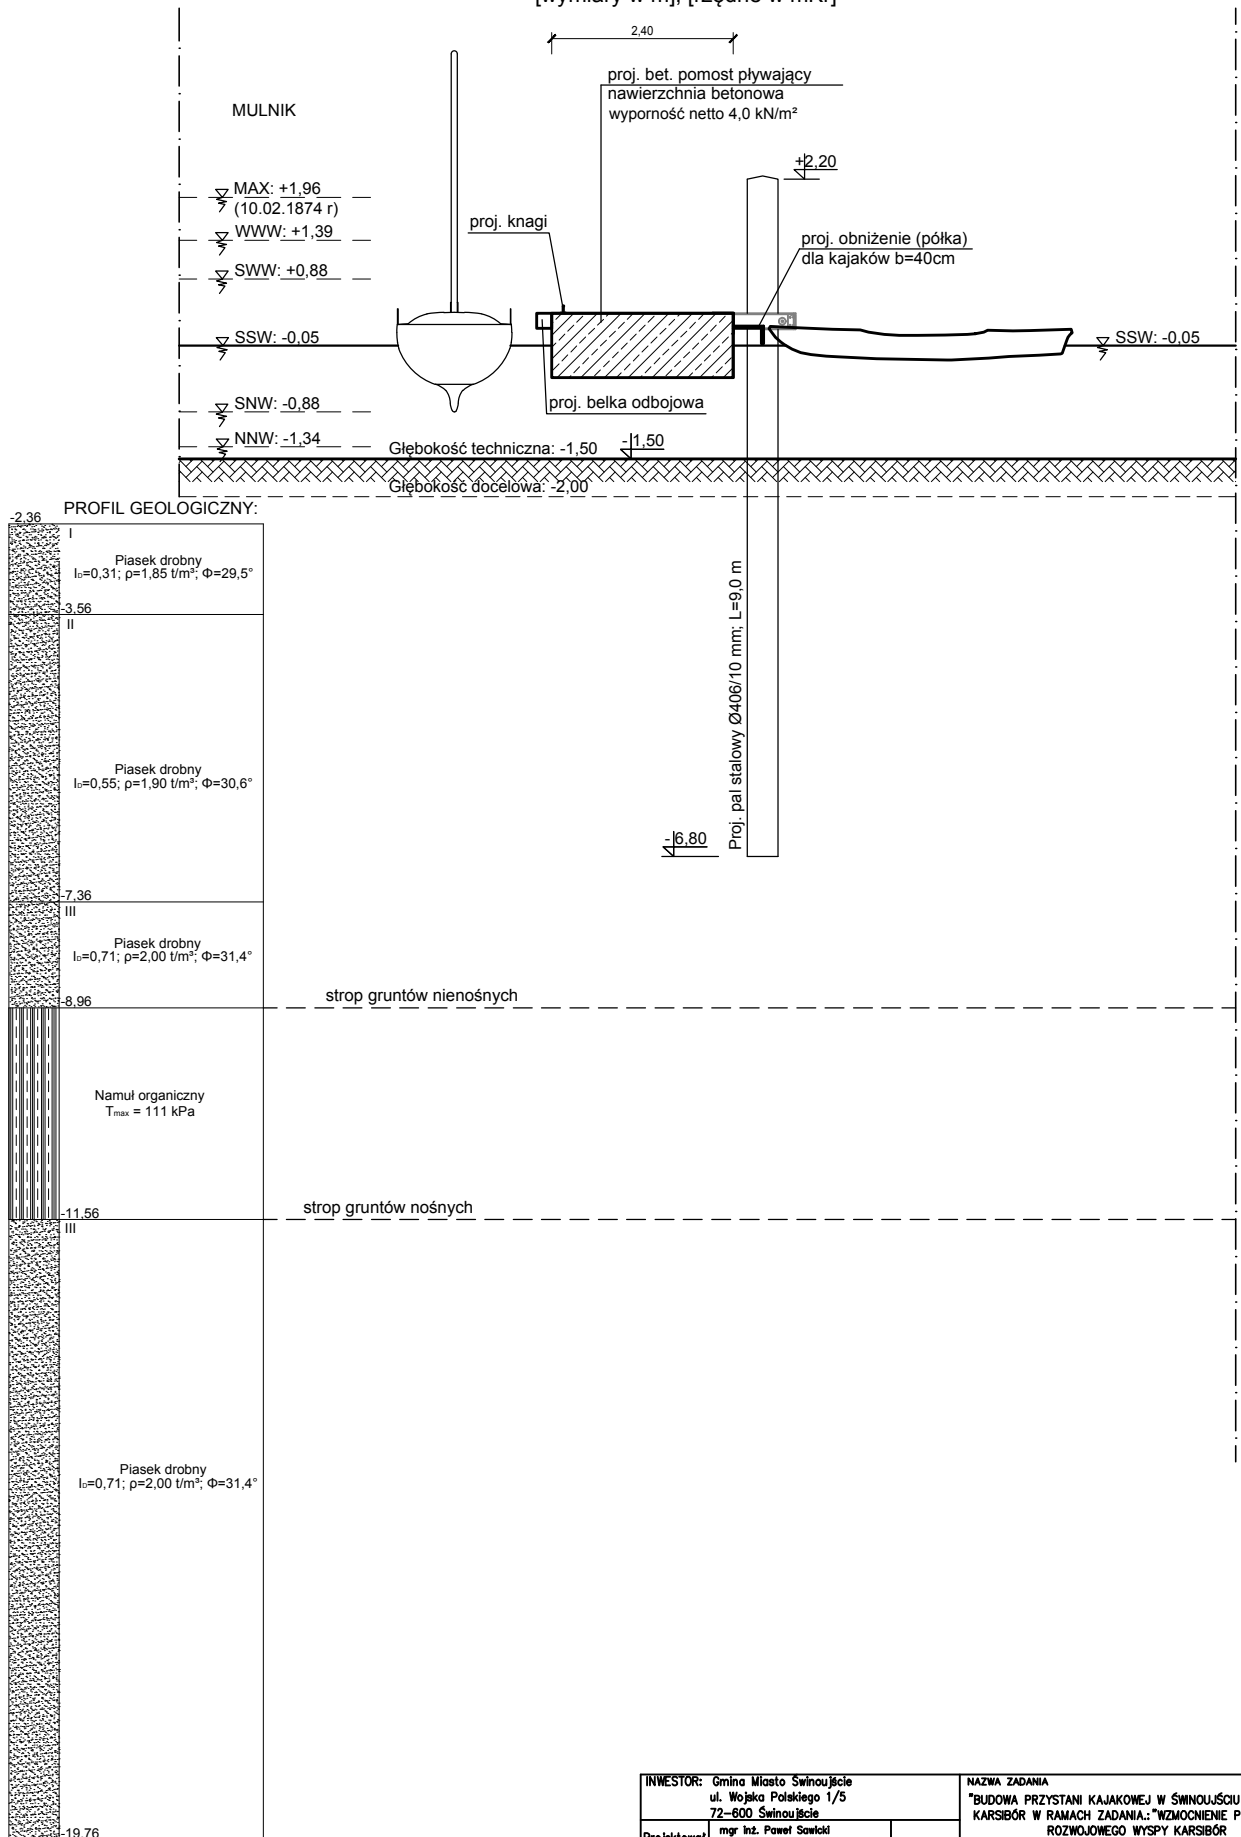 2,40
proj. bet. pomost pływający
nawierzchnia betonowa
wyporność netto 4,0 kN/m²
MULNIK
+2,20
MAX: +1,96
(10.02.1874 r)
WWW: +1,39
proj. knagi
proj. obniżenie (półka)
dla kajaków b=40cm
SWW: +0,88
SSW: -0,05
SSW: -0,05
SNW: -0,88
proj. belka odbojowa
NNW: -1,34
Głębokość techniczna: -1,50
-1,50
Głębokość docelowa: -2,00
PROFIL GEOLOGICZNY:
-2,36
I
Piasek drobny
I₀=0,31; ρ=1,85 t/m³; Φ=29,5°
-3,56
II
Proj. pal stalowy Ø406/10 mm; L=9,0 m
Piasek drobny
I₀=0,55; ρ=1,90 t/m³; Φ=30,6°
-6,80
-7,36
III
Piasek drobny
I₀=0,71; ρ=2,00 t/m³; Φ=31,4°
-8,96
strop gruntów nienośnych
Namuł organiczny
Tmax = 111 kPa
strop gruntów nośnych
-11,56
III
Piasek drobny
I₀=0,71; ρ=2,00 t/m³; Φ=31,4°
-19,76
INWESTOR: Gmina Miasto Świnoujście
ul. Wojska Polskiego 1/5
72-600 Świnoujście
Projektował
mgr inż. Paweł Sawicki
NAZWA ZADANIA
"BUDOWA PRZYSTANI KAJAKOWEJ W ŚWINOUJŚCIU
KARSIBÓR W RAMACH ZADANIA.: "WZMOCNIENIE P
ROZWOJOWEGO WYSPY KARSIBÓR